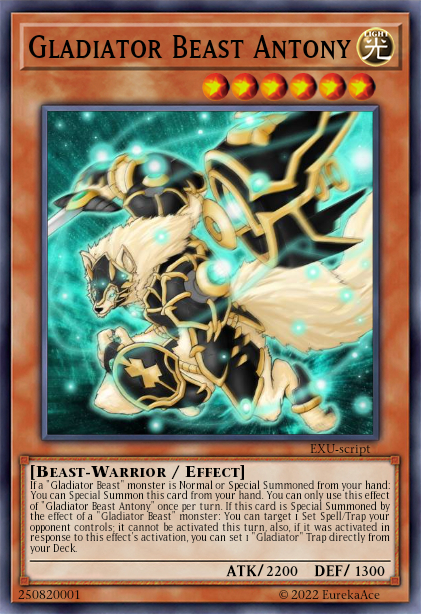 GLADIATOR BEAST ANTONY
LIGHT
光
EXU-script
[BEAST-WARRIOR / EFFECT]
If a "Gladiator Beast" monster is Normal or Special Summoned from your hand:
You can Special Summon this card from your hand. You can only use this effect
of "Gladiator Beast Antony" once per turn. If this card is Special Summoned by
the effect of a "Gladiator Beast" monster: You can target 1 Set Spell/Trap your
opponent controls; it cannot be activated this turn, also, if it was activated in
response to this effect's activation, you can set 1 "Gladiator" Trap directly from
your Deck.
ATK/2200 DEF/1300
250820001
© 2022 EurekaAce